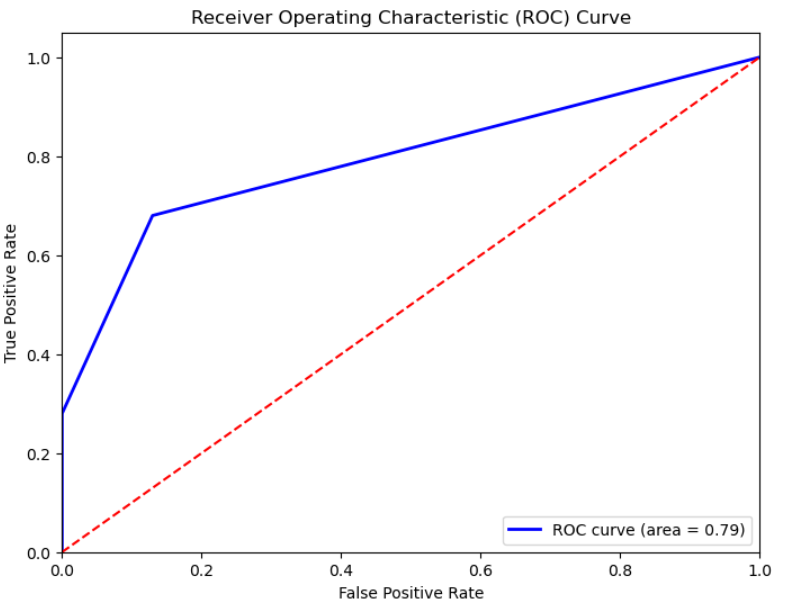 Receiver Operating Characteristic (ROC) Curve
True Positive Rate
1.0
0.8
0.6
0.4
0.2
0.0
ROC curve (area = 0.79)
0.0 0.2 0.4 0.6 0.8 1.0
False Positive Rate